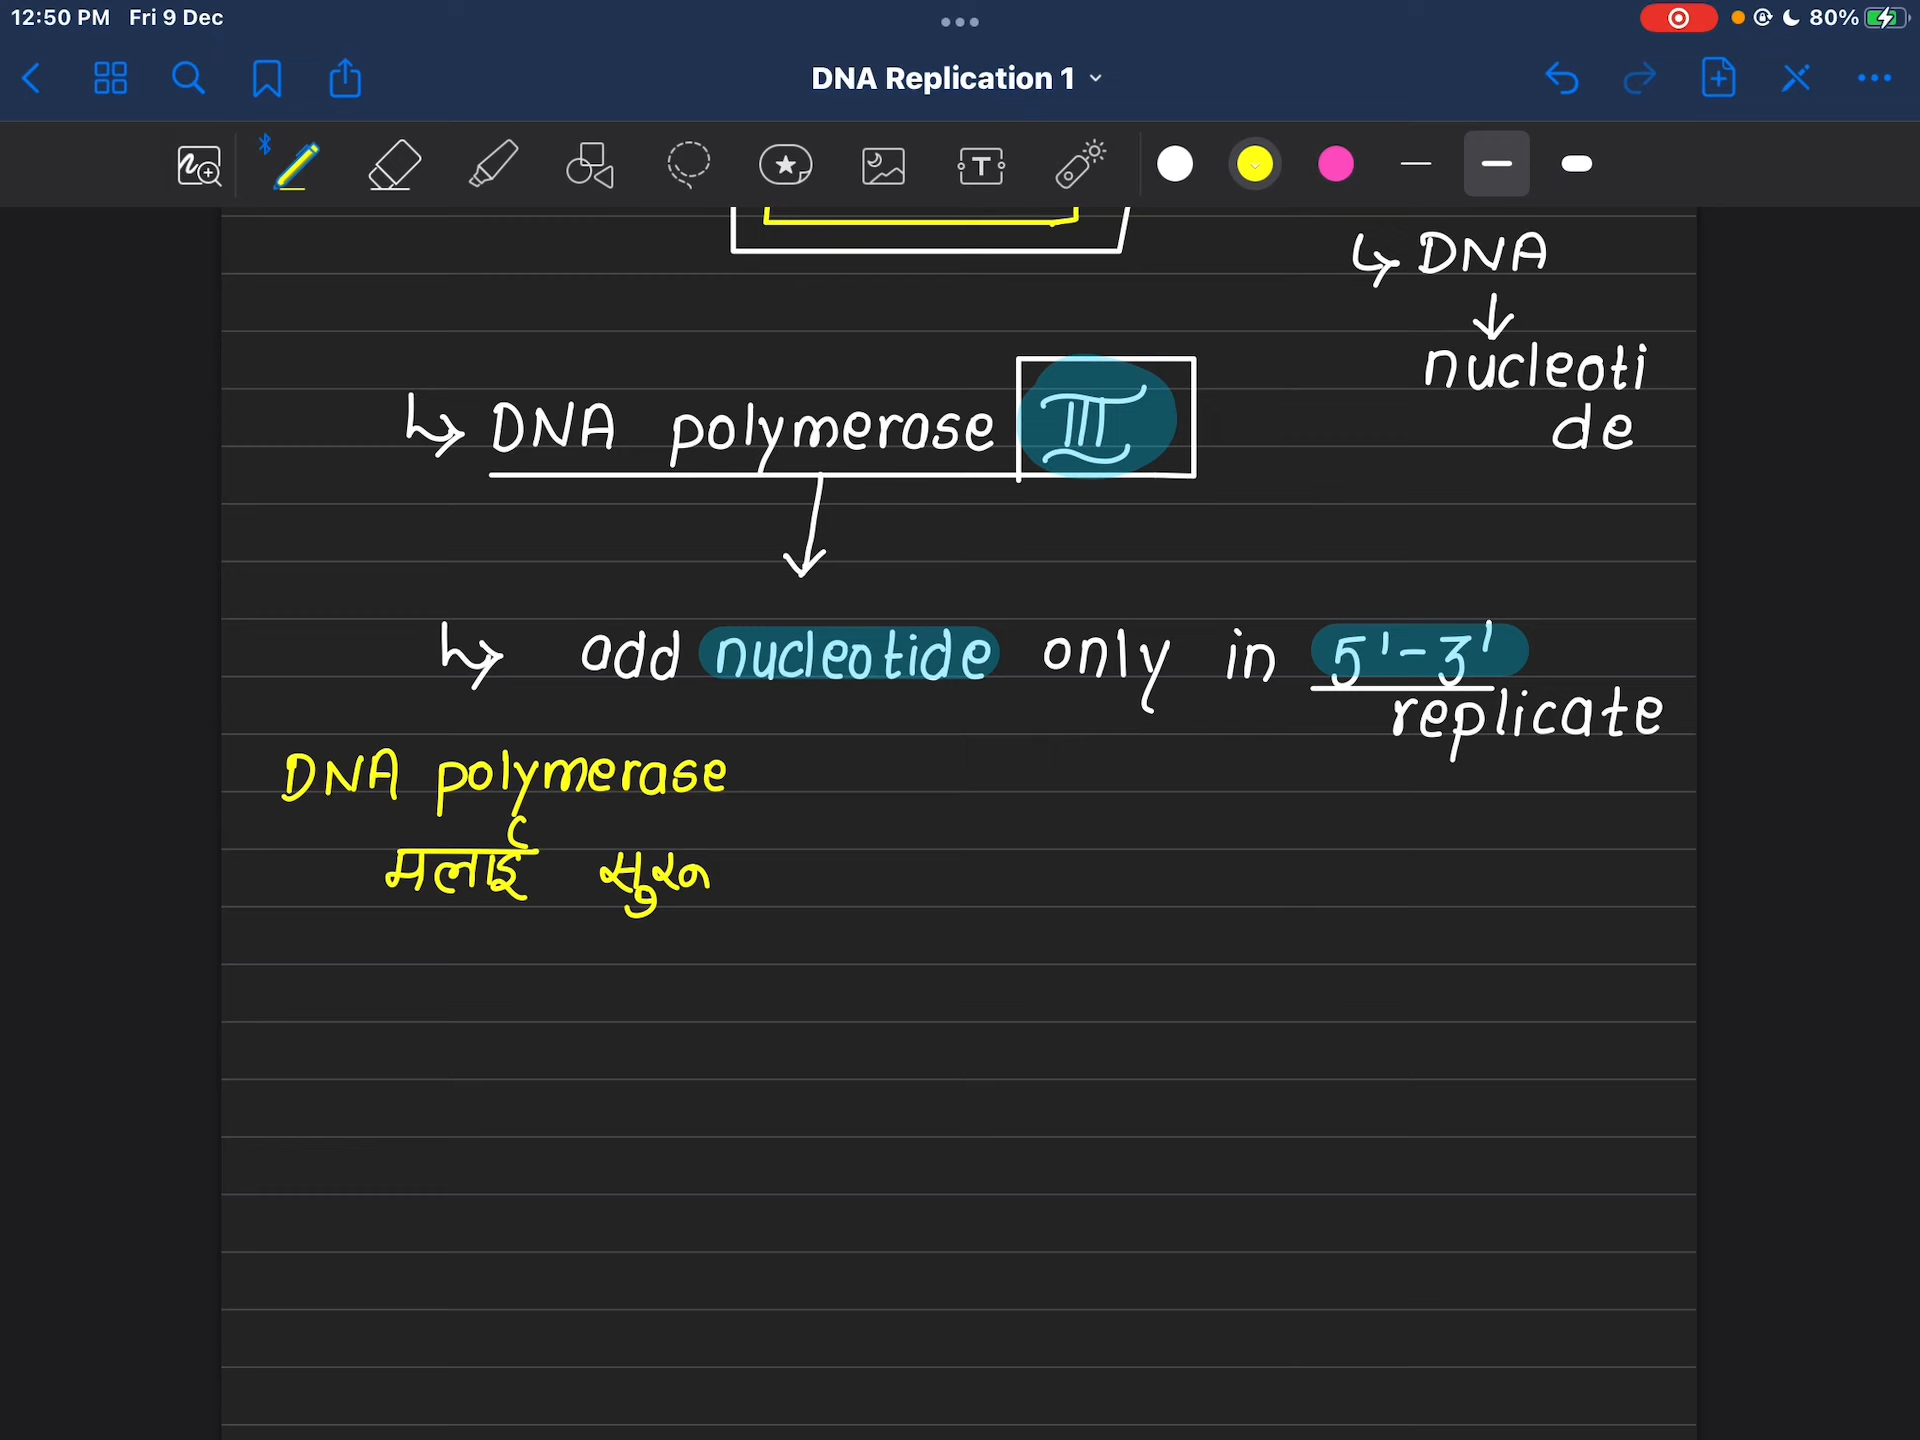 12:50 PM Fri 9 Dec
80%
DNA Replication 1
T
↳ DNA
↓
nucleoti
de
↳ DNA polymerase III
↓
↳ add nucleotide only in 5'-3'
replicate
DNA polymerase
मलाई सुरु